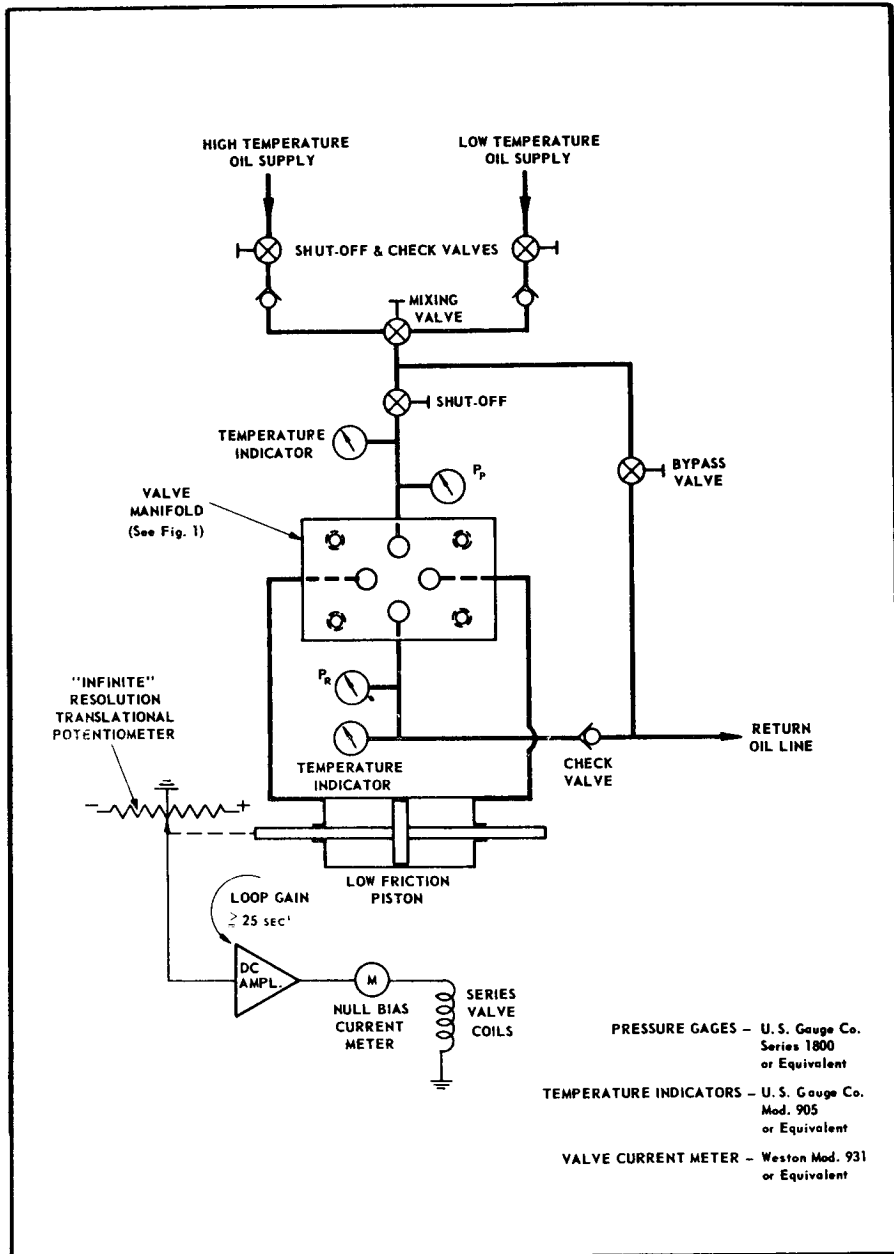 HIGH TEMPERATURE
OIL SUPPLY
LOW TEMPERATURE
OIL SUPPLY
SHUT-OFF & CHECK VALVES
MIXING
VALVE
SHUT-OFF
TEMPERATURE
INDICATOR
PP
BYPASS
VALVE
VALVE
MANIFOLD
(See Fig. 1)
PR
"INFINITE"
RESOLUTION
TRANSLATIONAL
POTENTIOMETER
TEMPERATURE
INDICATOR
CHECK
VALVE
RETURN
OIL LINE
- +
LOW FRICTION
PISTON
LOOP GAIN
≥ 25 SEC¹
DC
AMPL.
M
NULL BIAS
CURRENT
METER
SERIES
VALVE
COILS
PRESSURE GAGES – U.S. Gauge Co.
Series 1800
or Equivalent
TEMPERATURE INDICATORS – U.S. Gauge Co.
Mod. 905
or Equivalent
VALVE CURRENT METER – Weston Mod. 931
or Equivalent